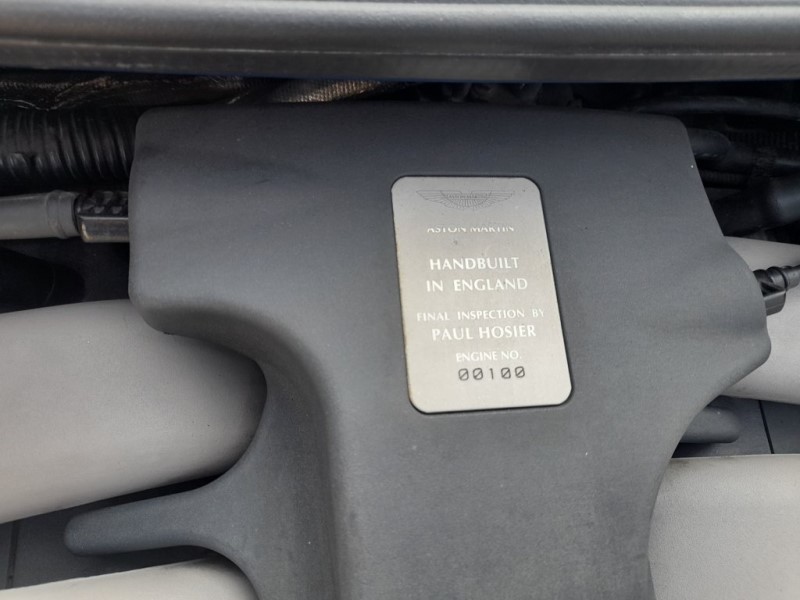 ASTON MARTIN
HANDBUILT
IN ENGLAND
FINAL INSPECTION BY
PAUL HOSIER
ENGINE NO.
00100